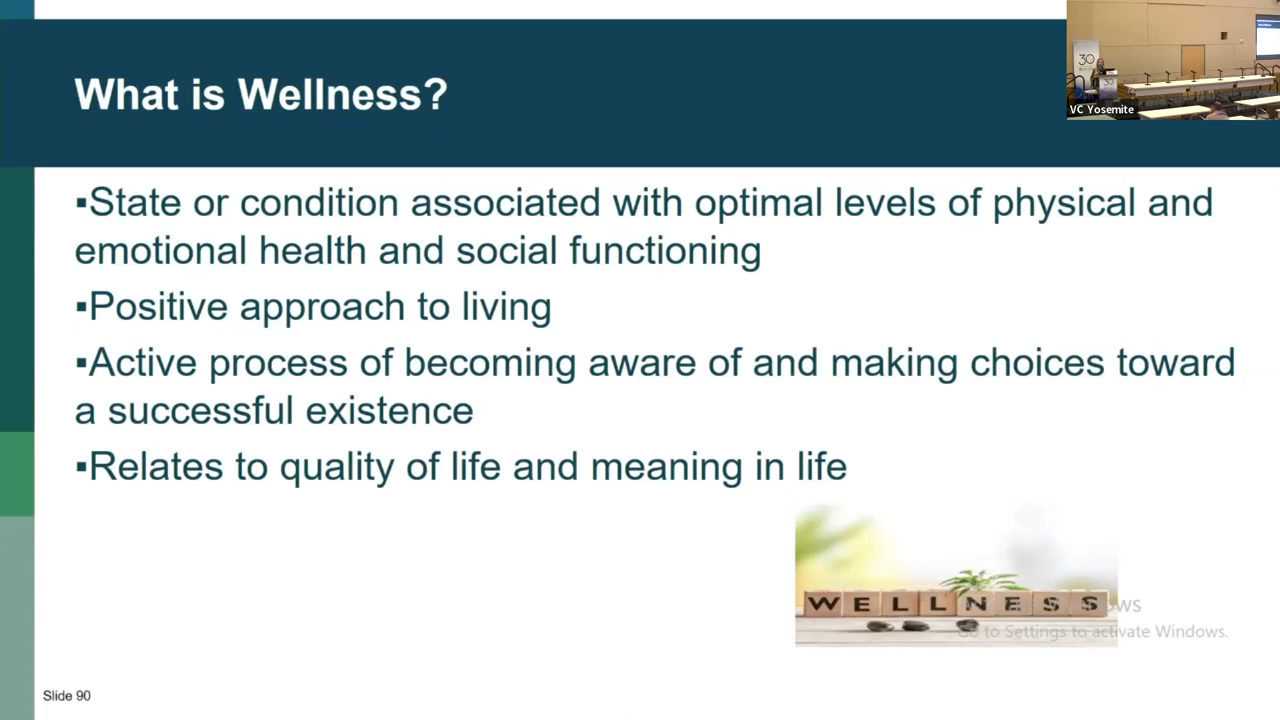 What is Wellness?
30
30
VC Yosemite
▪State or condition associated with optimal levels of physical and
emotional health and social functioning
▪Positive approach to living
▪Active process of becoming aware of and making choices toward
a successful existence
▪Relates to quality of life and meaning in life
WELLNESS
Go to Settings to activate Windows.
Slide 90